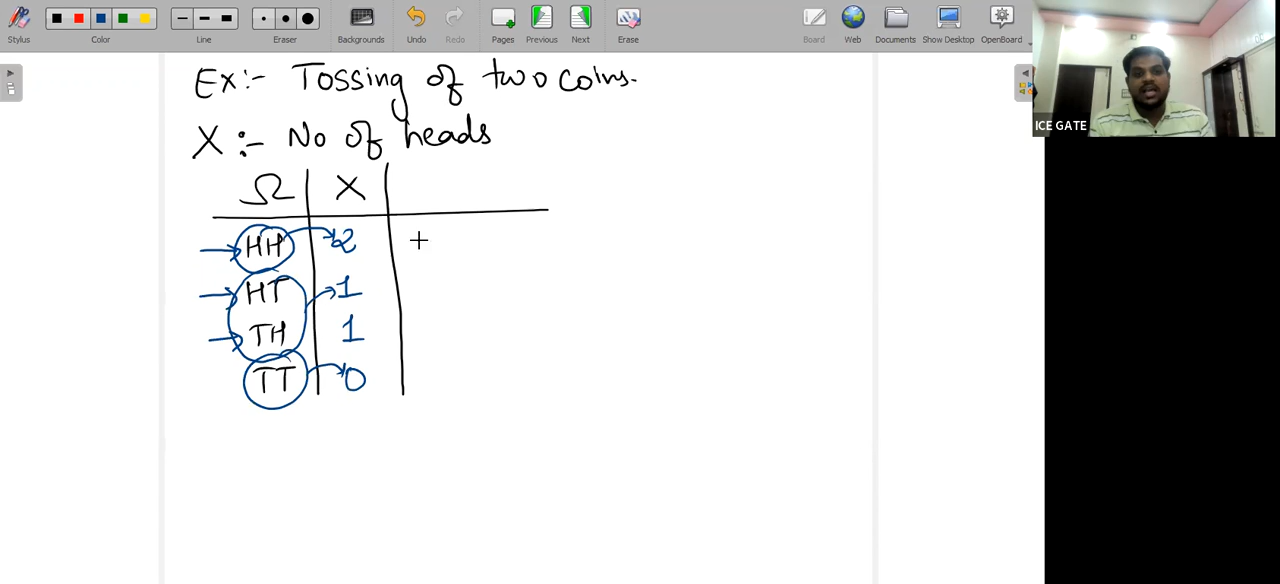 Stylus
Color
Line
Eraser
Backgrounds
Undo
Redo
Pages
Previous
Next
Erase
Board
Web
Documents
Show Desktop
OpenBoard
Ex:- Tossing of two coins.
X :- No of heads
Ω X
HH 2
HT 1
TH 1
TT 0
ICE GATE